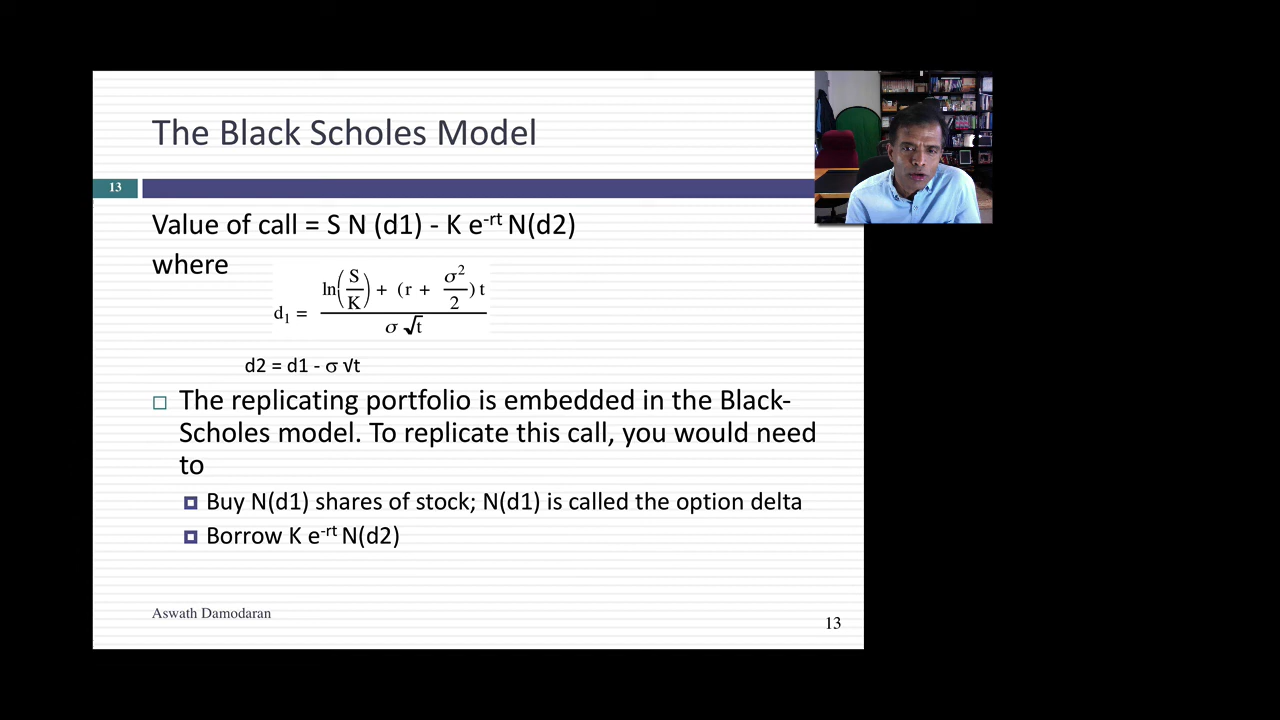 The Black Scholes Model
13
Value of call = S N (d1) - K e^-rt N(d2)
where
d₁ = (ln(S/K) + (r + σ²/2) t) / (σ √t)
d2 = d1 - σ √t
The replicating portfolio is embedded in the Black-
Scholes model. To replicate this call, you would need
to
Buy N(d1) shares of stock; N(d1) is called the option delta
Borrow K e^-rt N(d2)
Aswath Damodaran
13